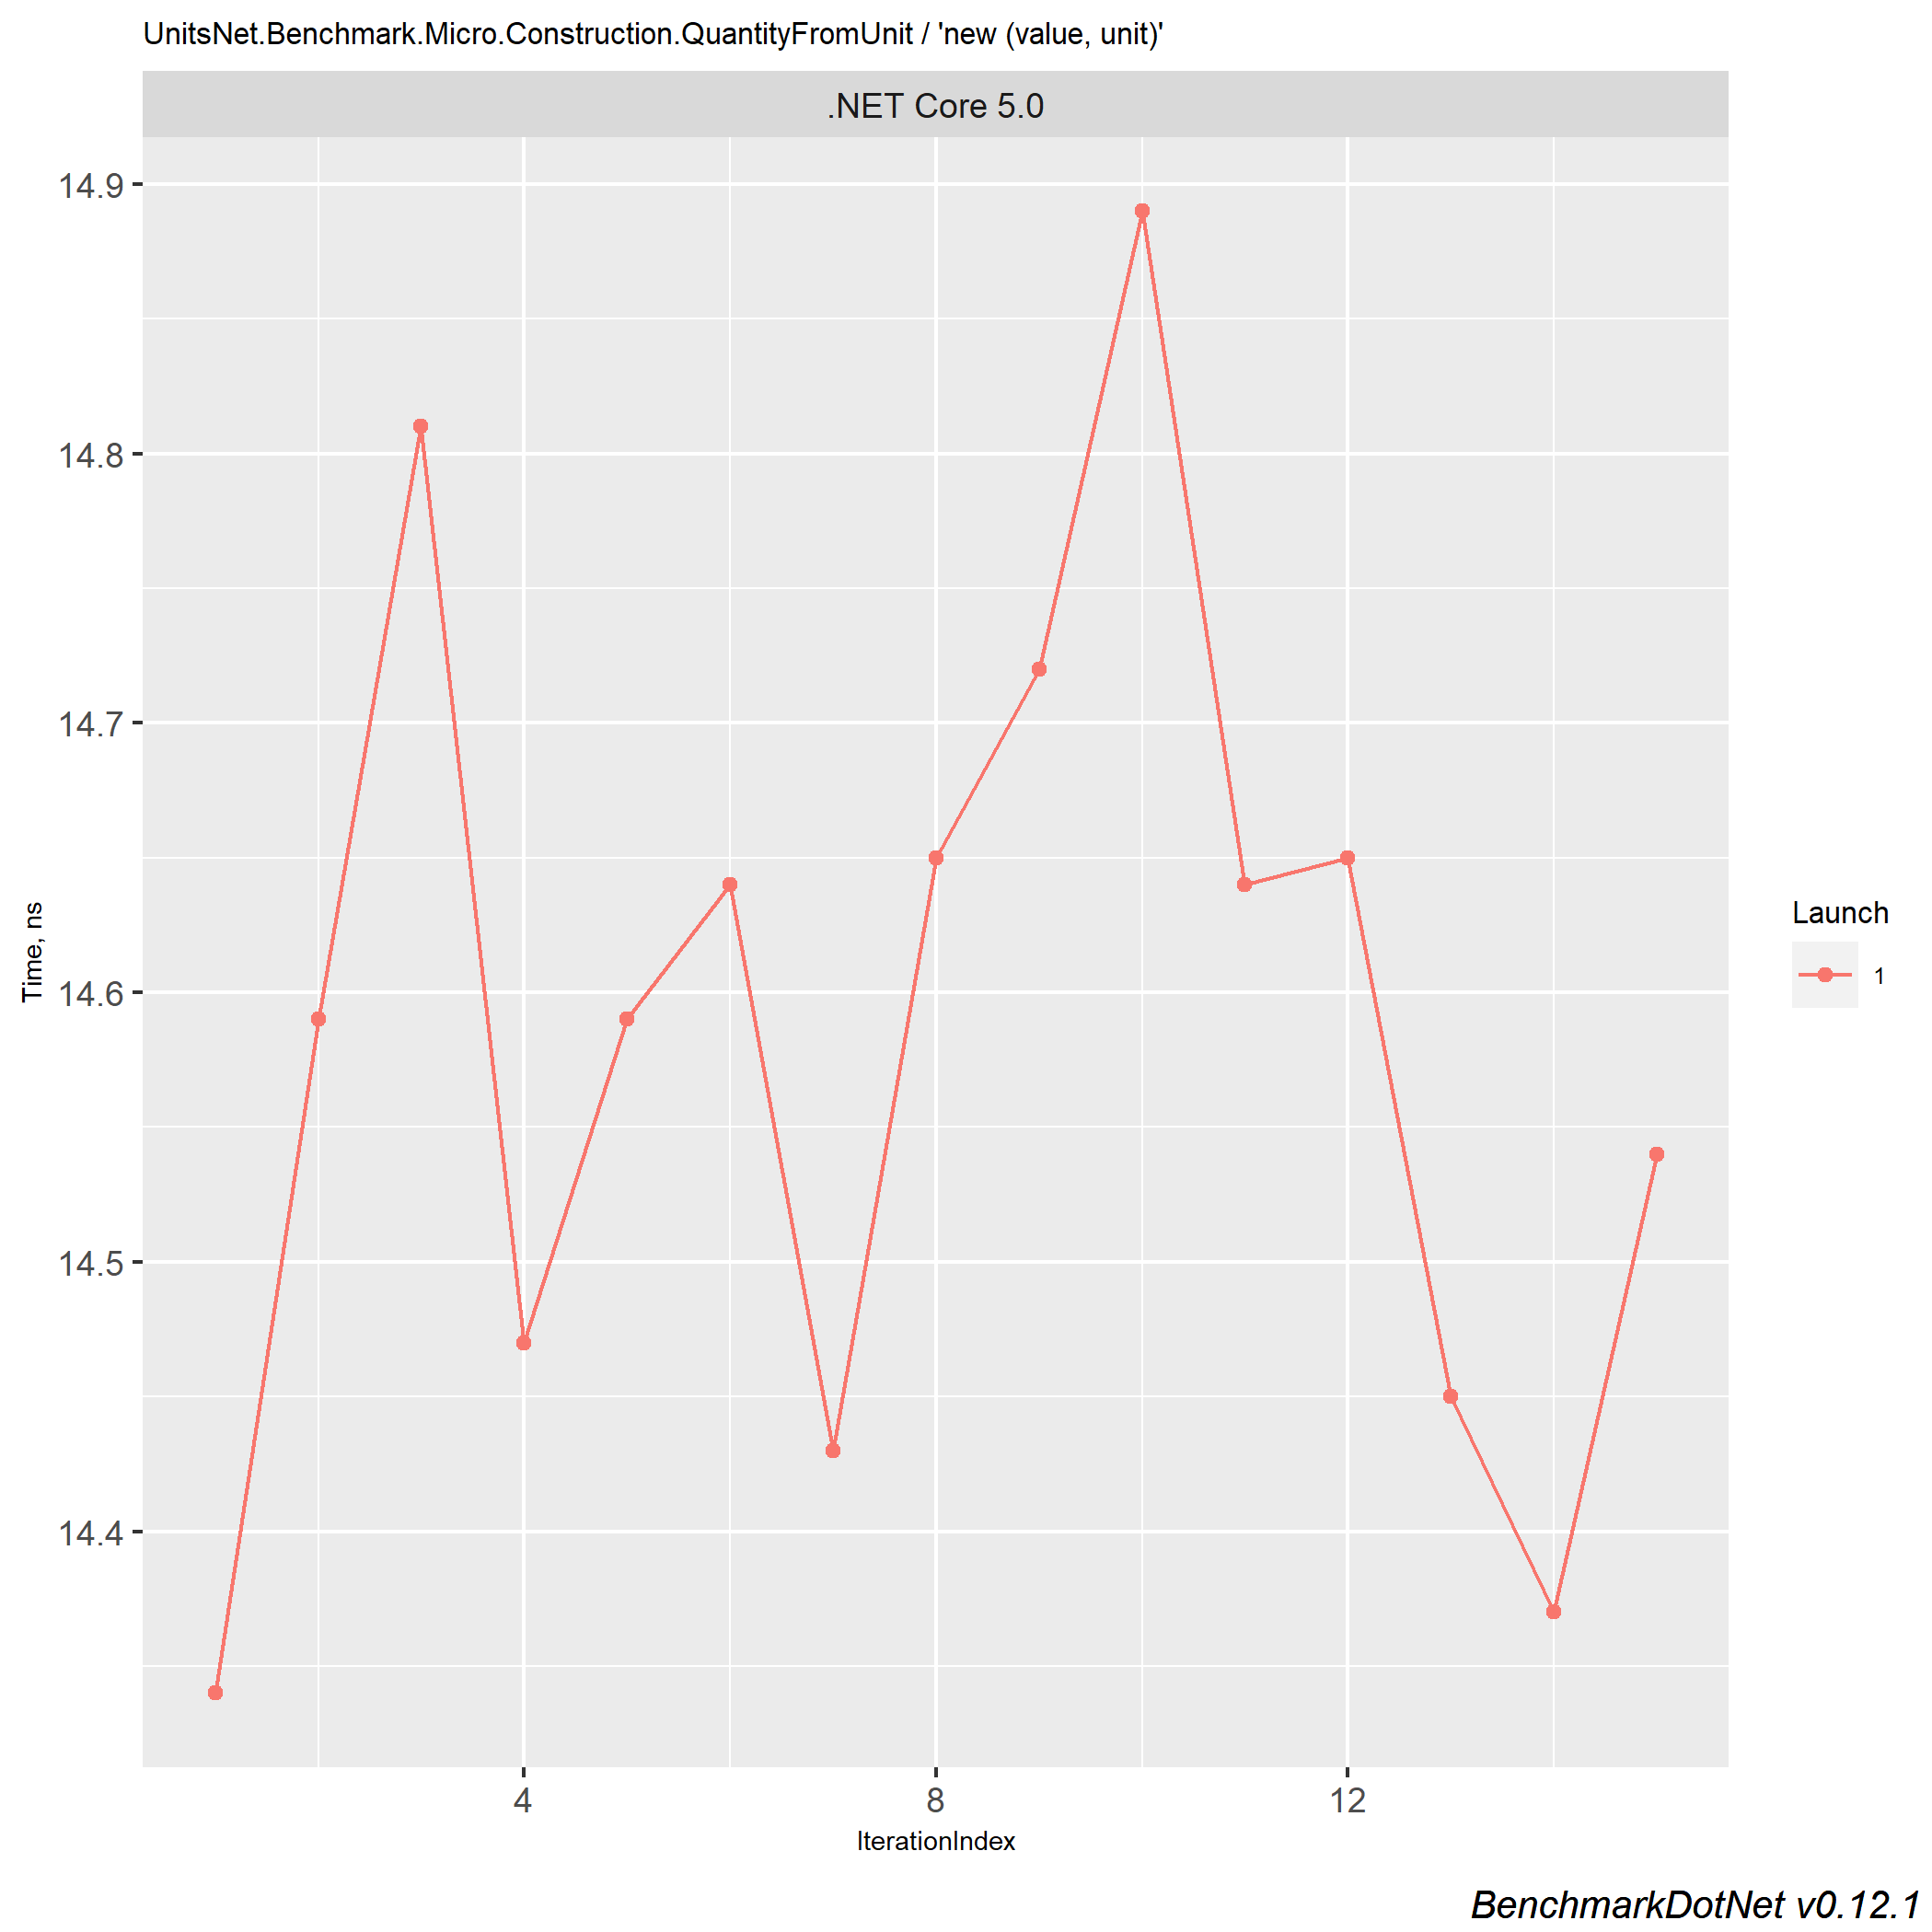 UnitsNet.Benchmark.Micro.Construction.QuantityFromUnit / 'new (value, unit)'
.NET Core 5.0
14.9
14.8
14.7
14.6
14.5
14.4
Time, ns
4
8
12
IterationIndex
Launch
1
BenchmarkDotNet v0.12.1